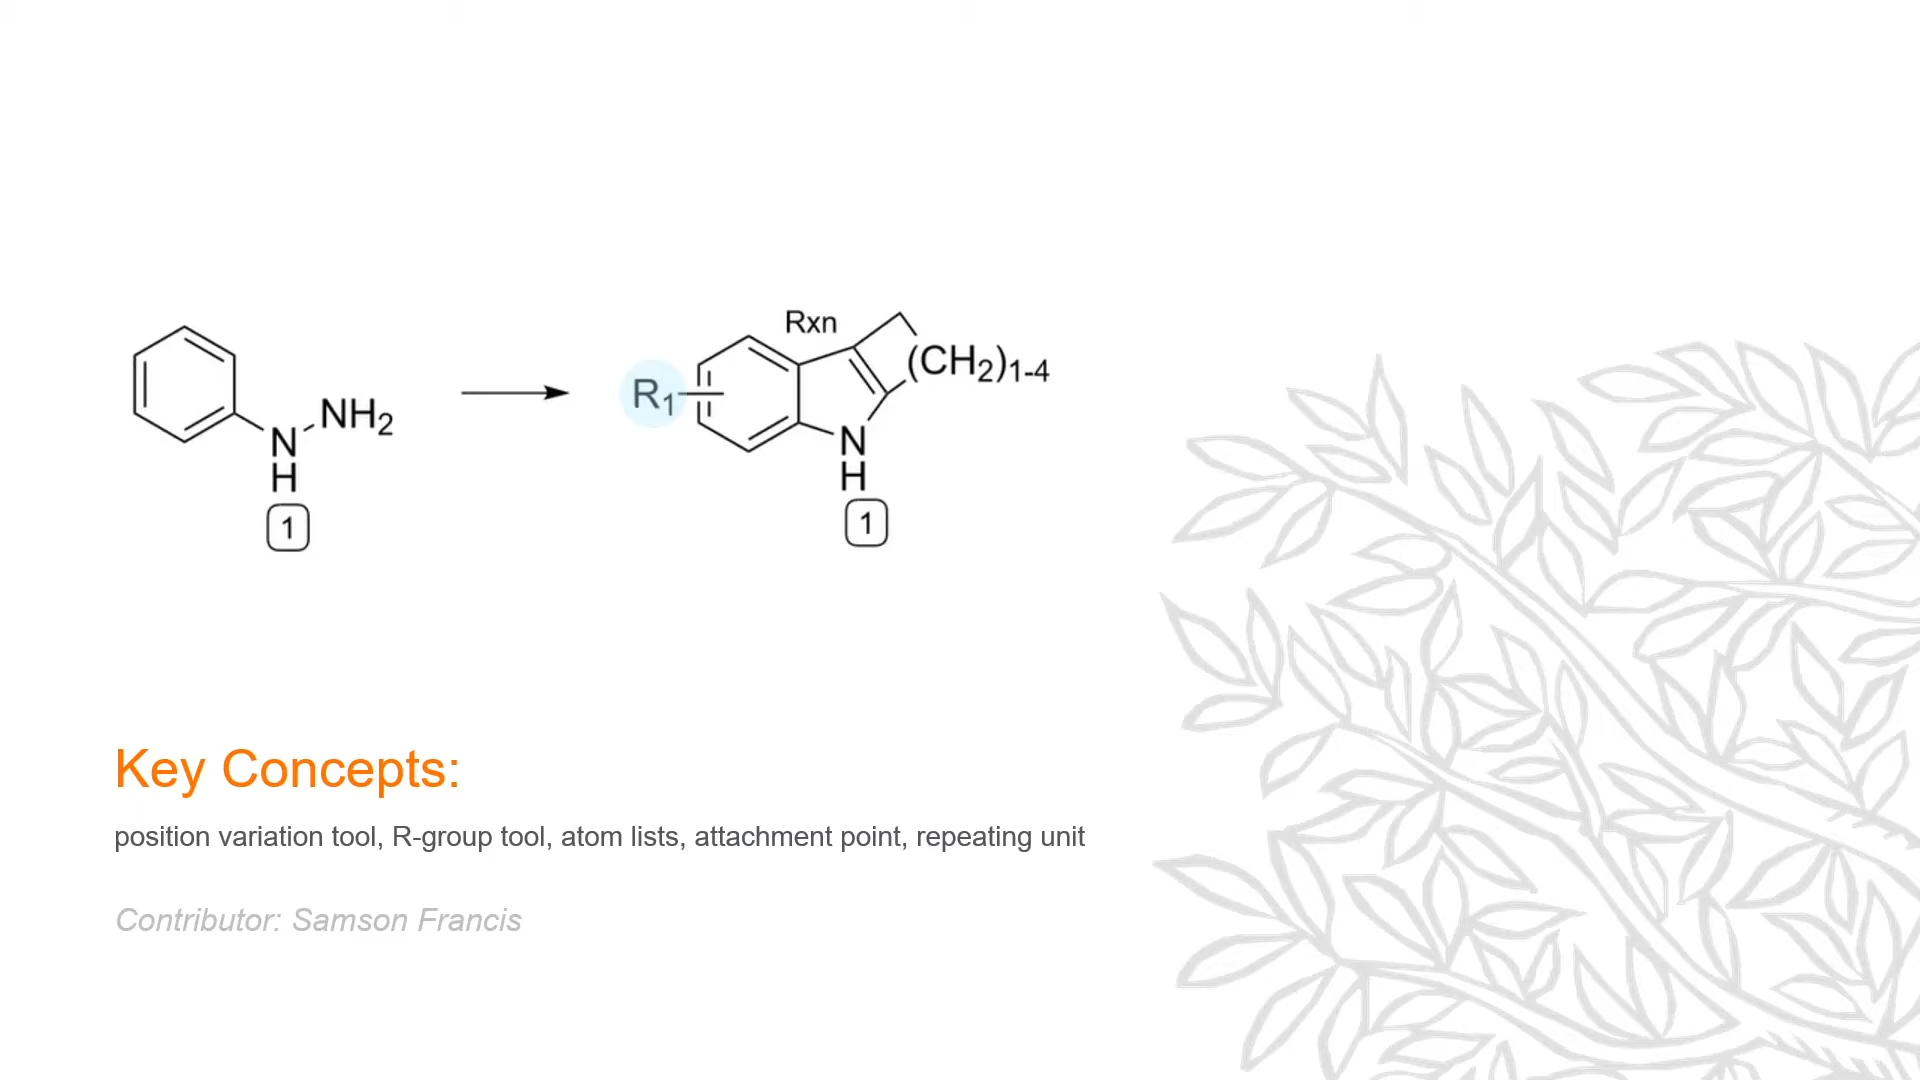 Rxn
R1
(CH2)1-4
NH2
N
H
1
N
H
1
Key Concepts:
position variation tool, R-group tool, atom lists, attachment point, repeating unit
Contributor: Samson Francis